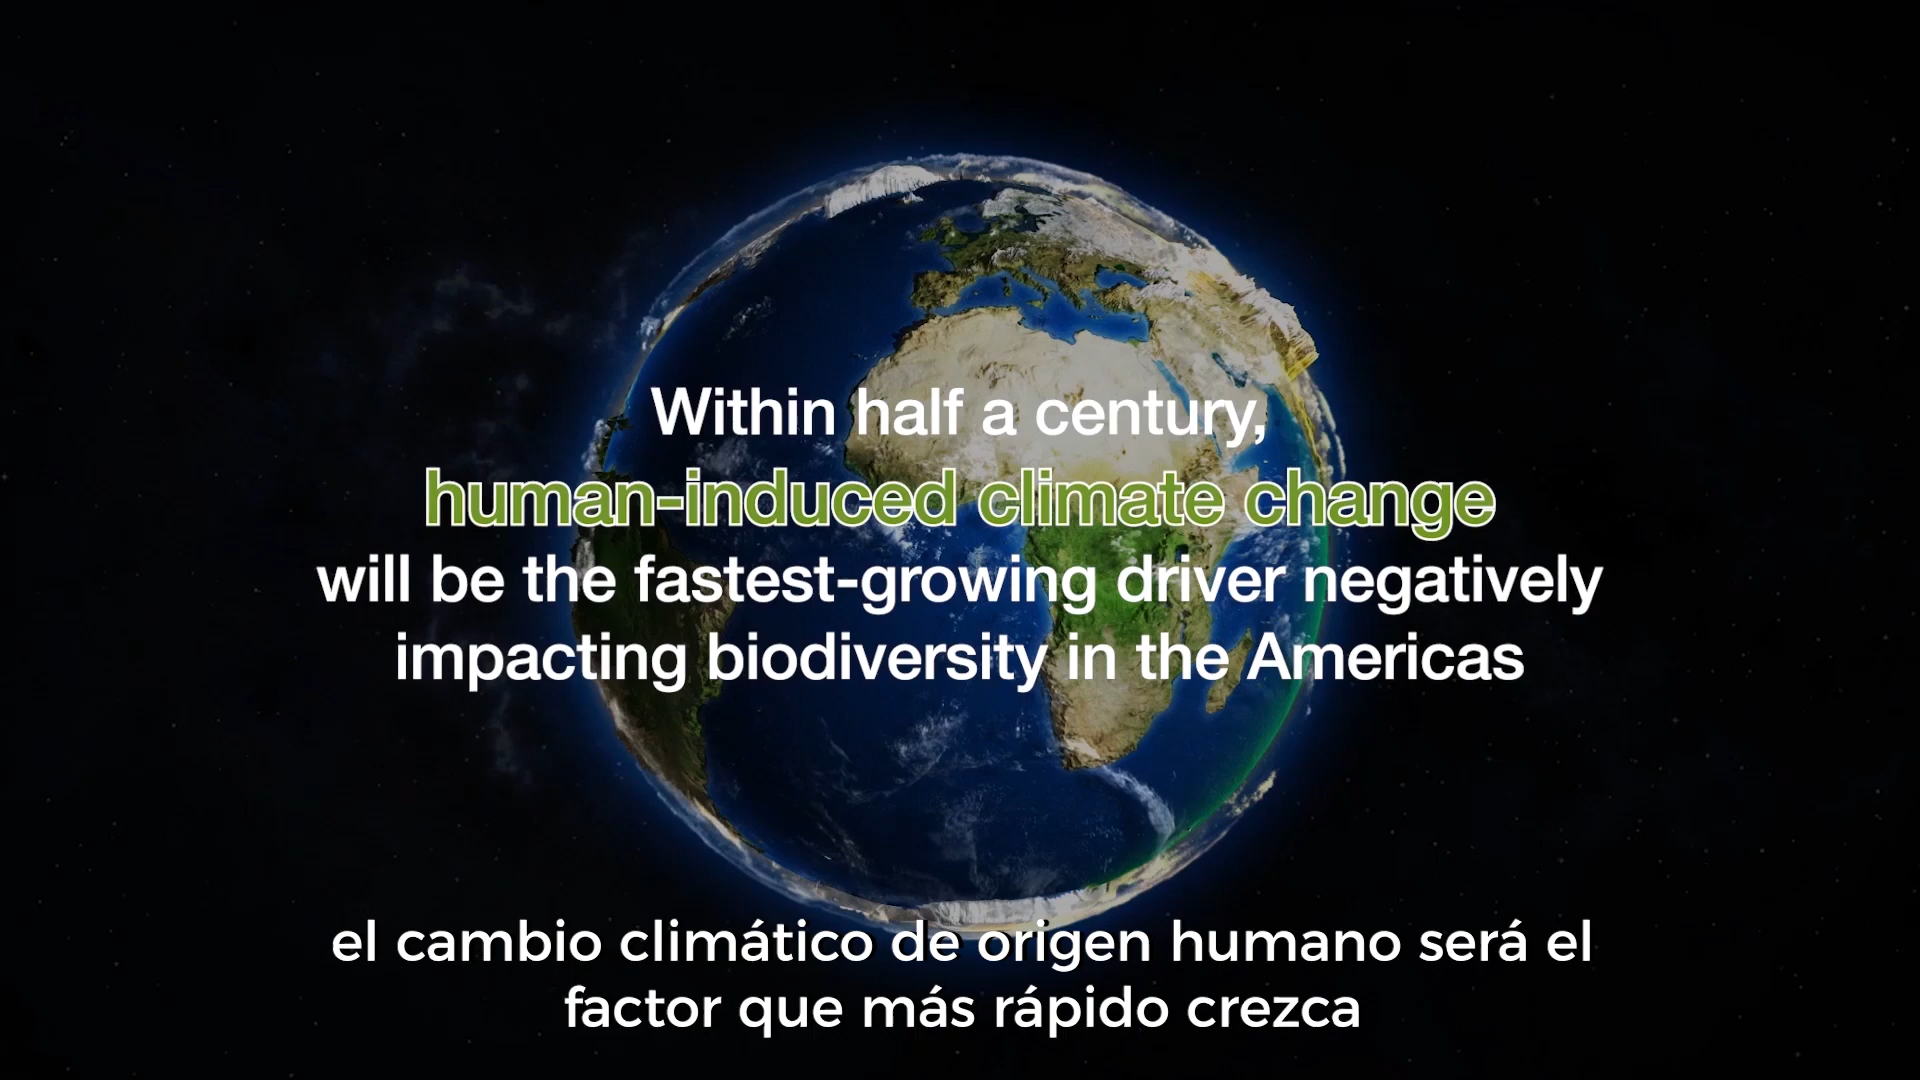 Within half a century,
human-induced climate change
will be the fastest-growing driver negatively
impacting biodiversity in the Americas
el cambio climático de origen humano será el
factor que más rápido crezca